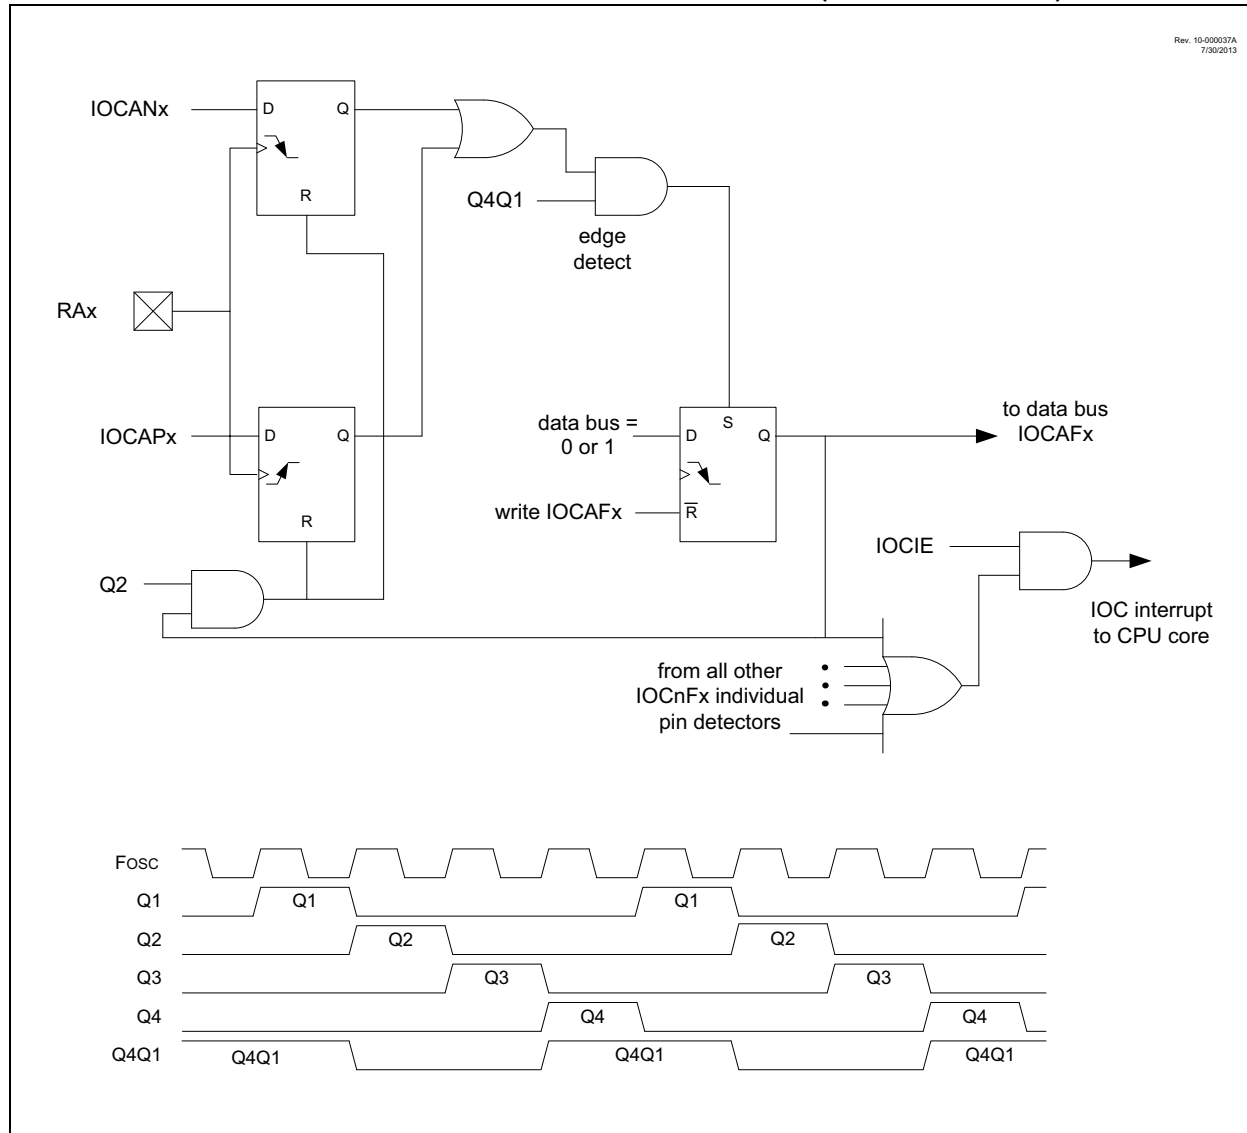 Rev. 10-000037A
7/30/2013
IOCANx
D
Q
R
Q4Q1
edge
detect
RAx
IOCAPx
D
Q
R
data bus =
0 or 1
S
D
Q
R
write IOCAFx
to data bus
IOCAFx
IOCIE
Q2
IOC interrupt
to CPU core
from all other
IOCnFx individual
pin detectors
FOSC
Q1
Q1
Q1
Q2
Q2
Q2
Q3
Q3
Q3
Q4
Q4
Q4
Q4Q1
Q4Q1
Q4Q1
Q4Q1